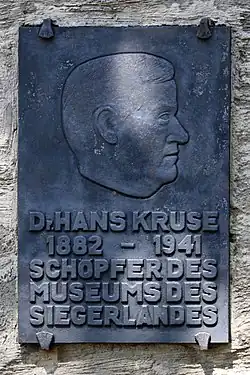 Dr HANS KRUSE
1882 - 1941
SCHÖPFER DES
MUSEUMS DES
SIEGERLANDES